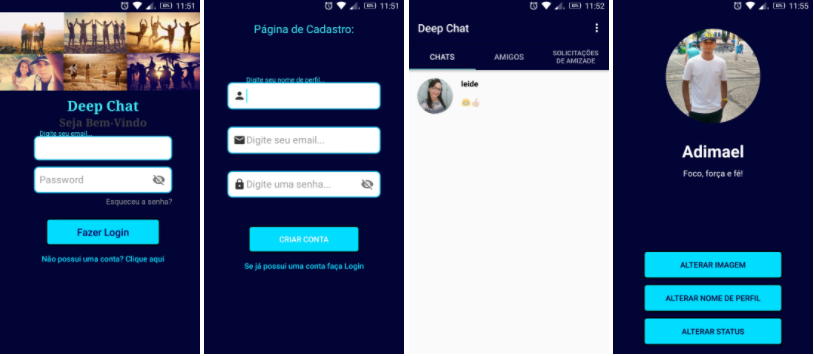 11:51
Deep Chat
Seja Bem-Vindo
Digite seu email...
Password
Esqueceu a senha?
Fazer Login
Não possui uma conta? Clique aqui
11:51
Página de Cadastro:
Digite seu nome de perfil...
Digite seu email...
Digite uma senha...
CRIAR CONTA
Se já possui uma conta faça Login
11:52
Deep Chat
CHATS
AMIGOS
SOLICITAÇÕES
DE AMIZADE
leide
11:55
Adimael
Foco, força e fé!
ALTERAR IMAGEM
ALTERAR NOME DE PERFIL
ALTERAR STATUS